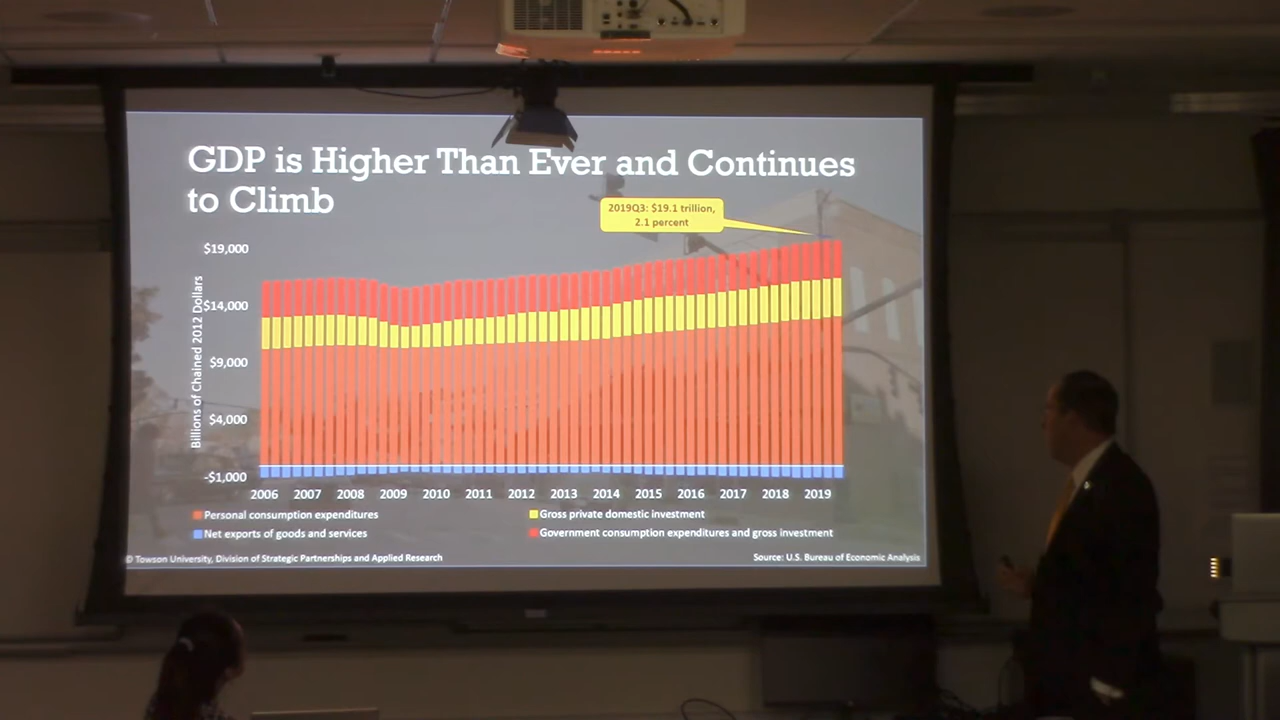 GDP is Higher Than Ever and Continues
to Climb
2019Q3: $19.1 trillion,
2.1 percent
Billions of Chained 2012 Dollars
$19,000
$14,000
$9,000
$4,000
-$1,000
2006 2007 2008 2009 2010 2011 2012 2013 2014 2015 2016 2017 2018 2019
Personal consumption expenditures
Gross private domestic investment
Net exports of goods and services
Government consumption expenditures and gross investment
© Towson University, Division of Strategic Partnerships and Applied Research
Source: U.S. Bureau of Economic Analysis